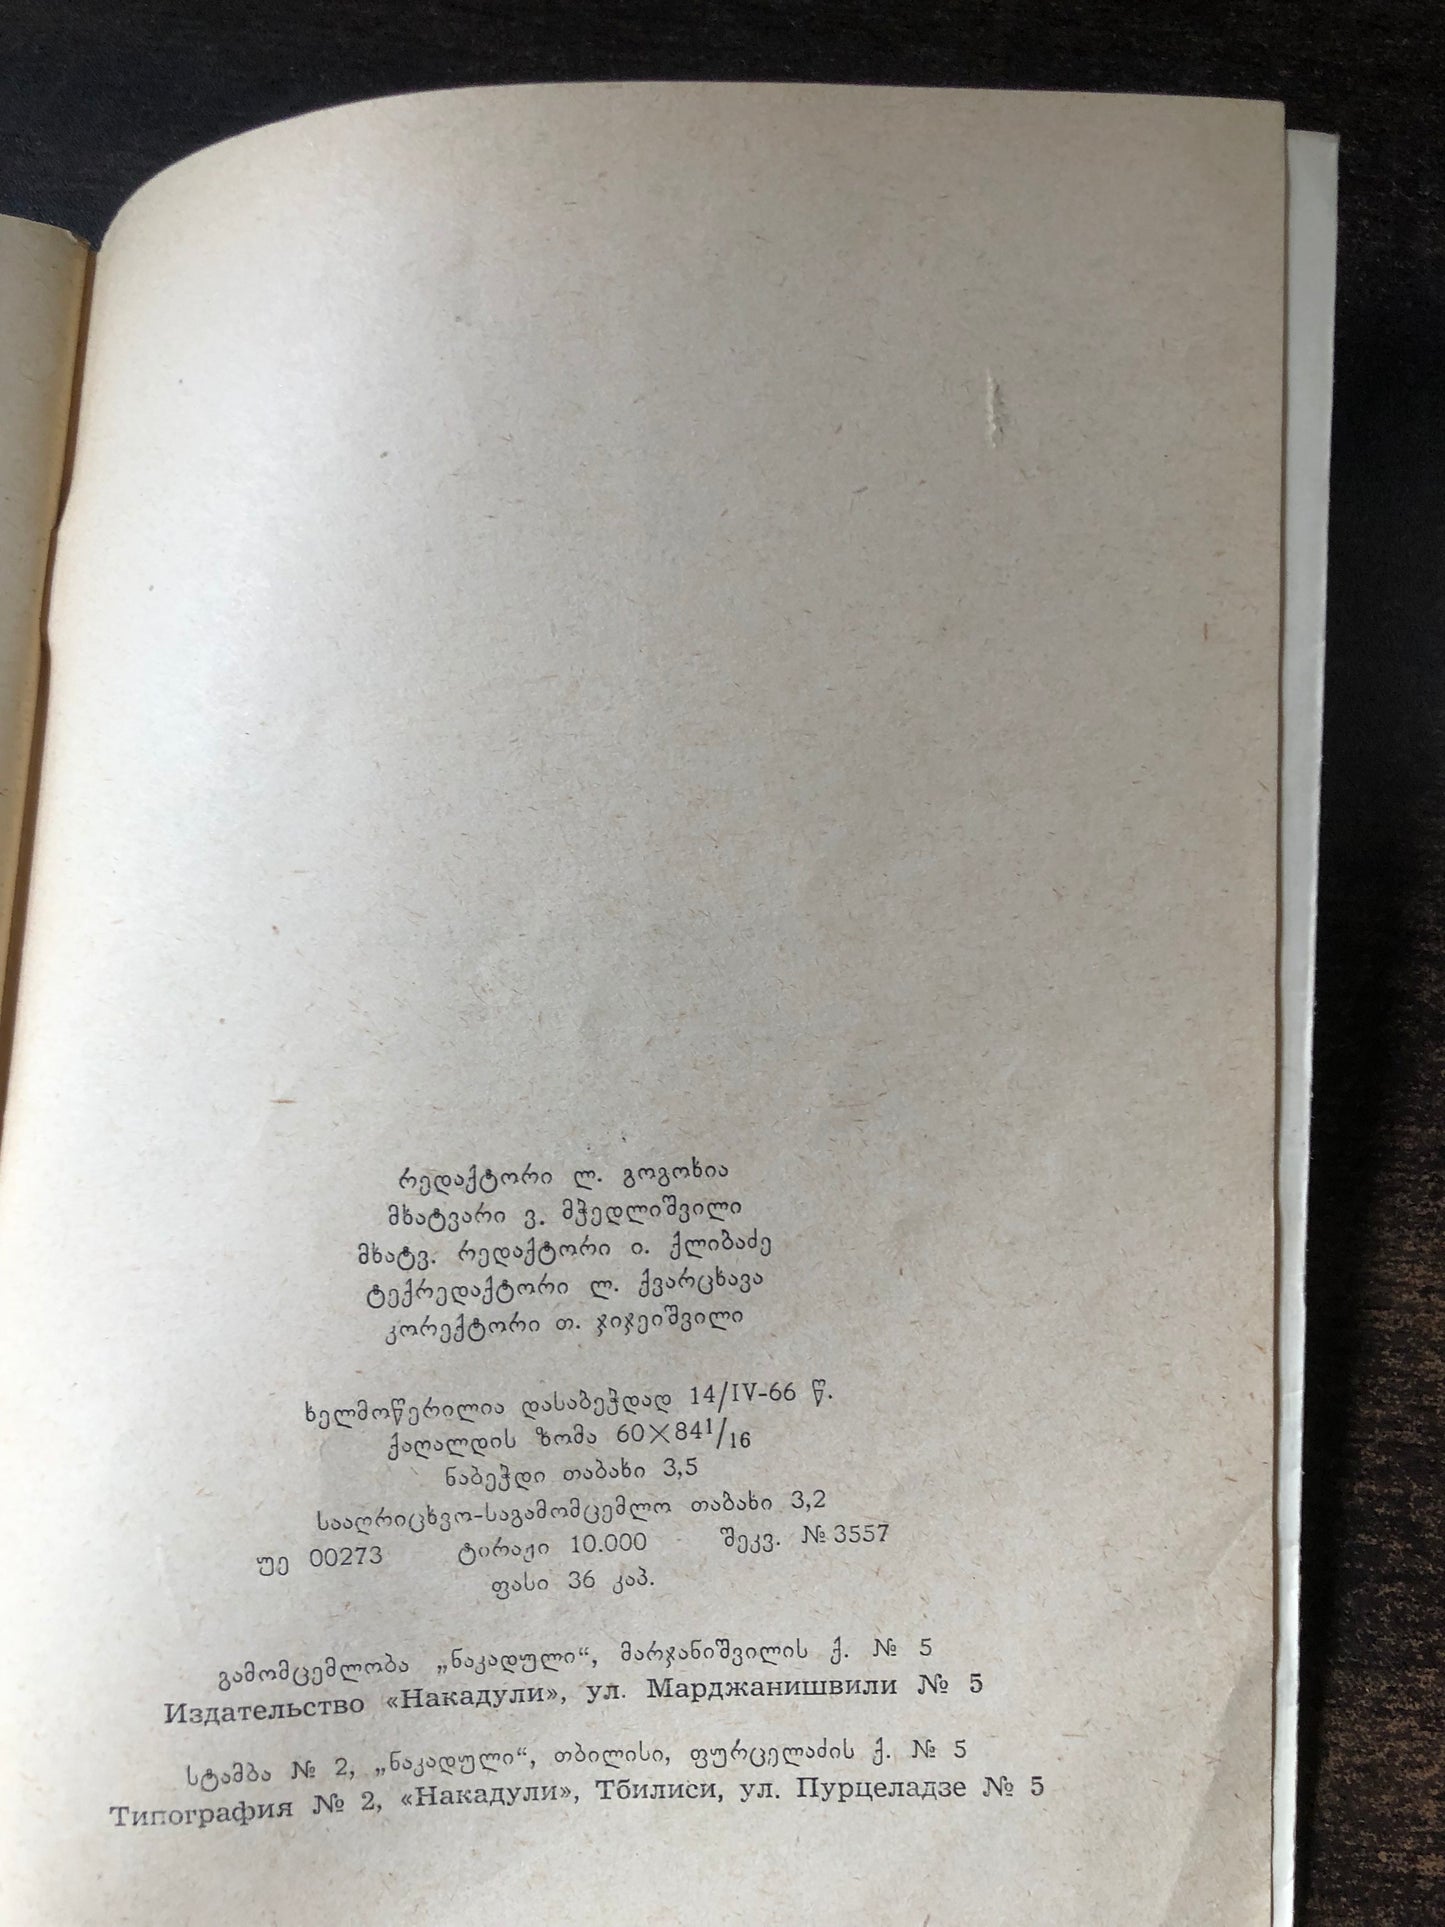 რედაქტორი ლ. გოგოხია
მხატვარი ვ. მჭედლიშვილი
მხატვ. რედაქტორი ი. ქლიბაძე
ტექრედაქტორი ლ. ქვარცხავა
კორექტორი თ. ჯიჯეიშვილი
ხელმოწერილია დასაბეჭდად 14/IV-66 წ.
ქაღალდის ზომა 60×84¹/₁₆
ნაბეჭდი თაბახი 3,5
სააღრიცხვო-საგამომცემლო თაბახი 3,2
უე 00273 ტირაჟი 10.000 შეკვ. № 3557
ფასი 36 კაპ.
გამომცემლობა „ნაკადული“, მარჯანიშვილის ქ. № 5
Издательство «Накадули», ул. Марджанишвили № 5
სტამბა № 2, „ნაკადული“, თბილისი, ფურცელაძის ქ. № 5
Типография № 2, «Накадули», Тбилиси, ул. Пурцеладзе № 5